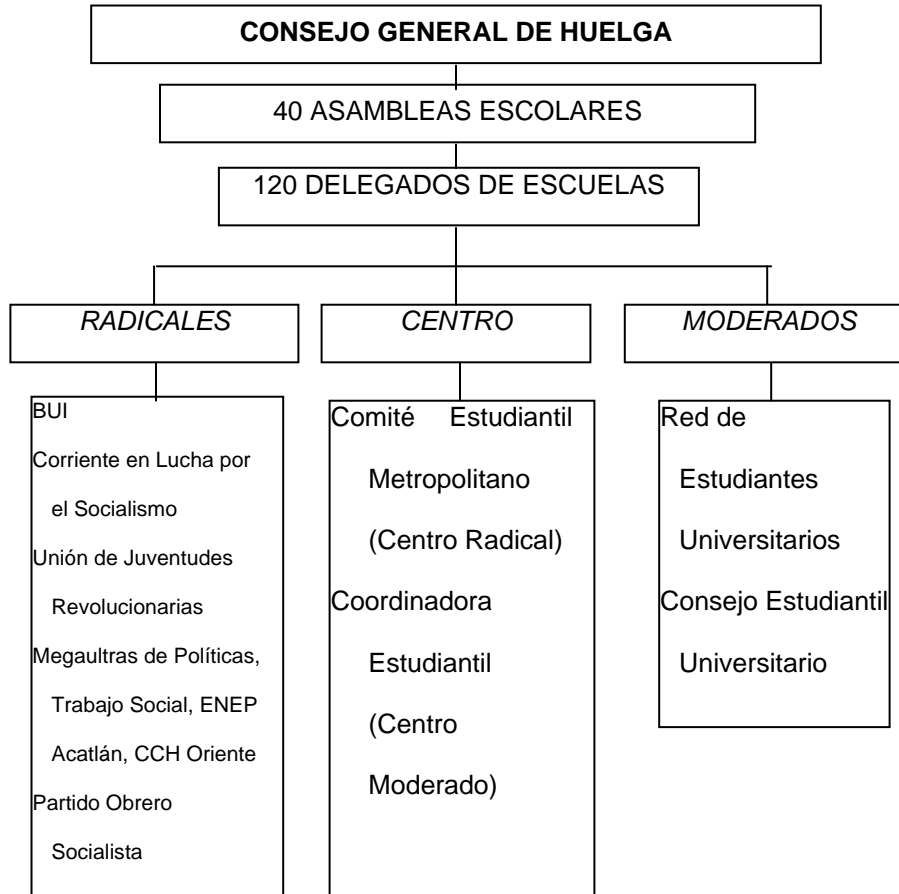 CONSEJO GENERAL DE HUELGA
40 ASAMBLEAS ESCOLARES
120 DELEGADOS DE ESCUELAS
RADICALES
CENTRO
MODERADOS
BUI
Corriente en Lucha por
el Socialismo
Unión de Juventudes
Revolucionarias
Megaultras de Políticas,
Trabajo Social, ENEP
Acatlán, CCH Oriente
Partido Obrero
Socialista
Comité Estudiantil
Metropolitano
(Centro Radical)
Coordinadora
Estudiantil
(Centro
Moderado)
Red de
Estudiantes
Universitarios
Consejo Estudiantil
Universitario